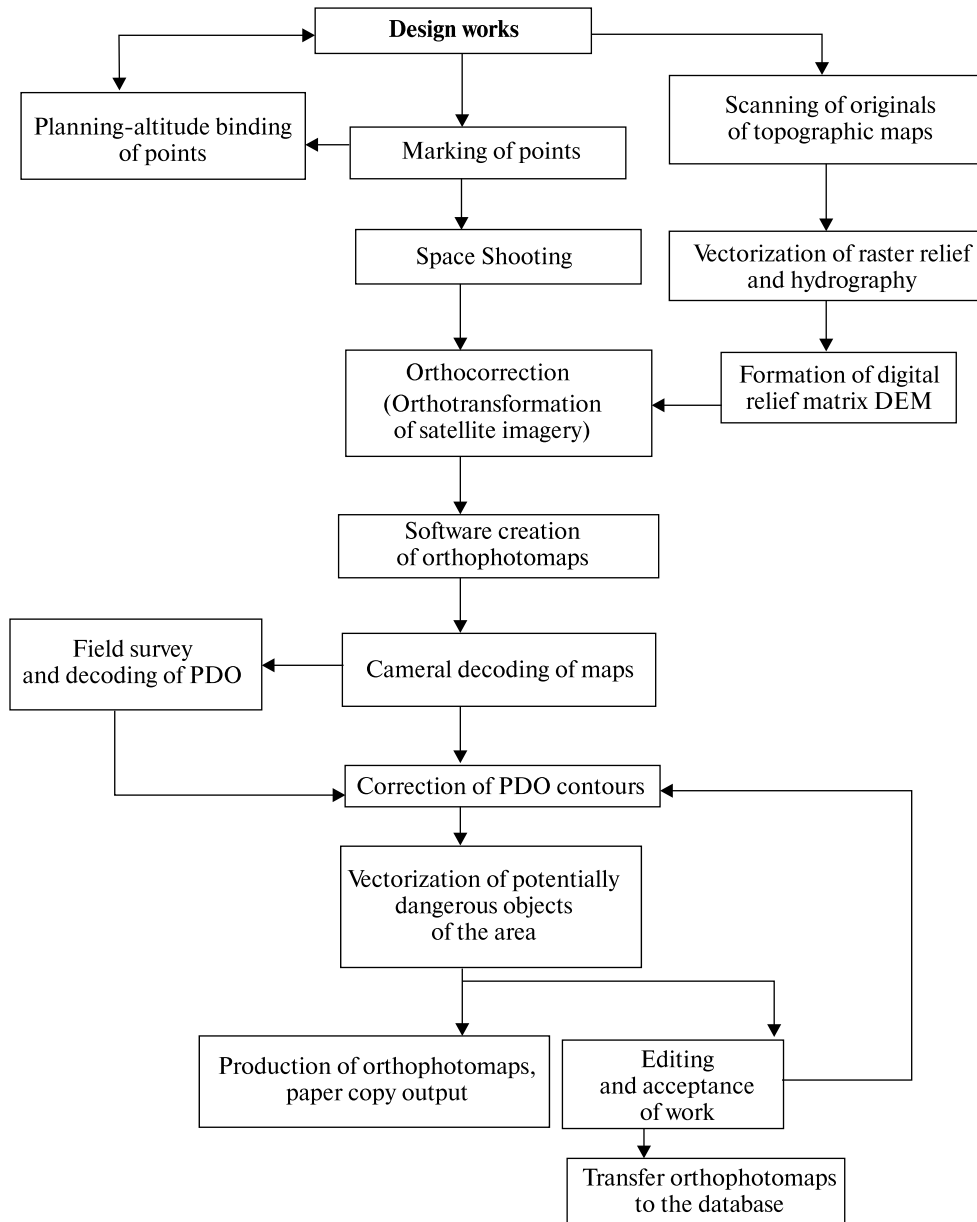 Design works
Planning-altitude binding
of points
Marking of points
Scanning of originals
of topographic maps
Space Shooting
Vectorization of raster relief
and hydrography
Orthocorrection
(Orthotransformation
of satellite imagery)
Formation of digital
relief matrix DEM
Software creation
of orthophotomaps
Field survey
and decoding of PDO
Cameral decoding of maps
Correction of PDO contours
Vectorization of potentially
dangerous objects
of the area
Production of orthophotomaps,
paper copy output
Editing
and acceptance
of work
Transfer orthophotomaps
to the database